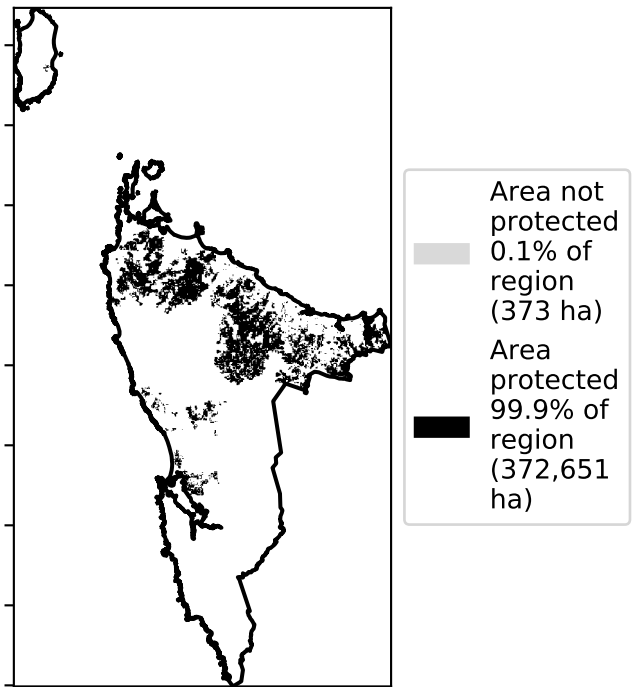 Area not
protected
0.1% of
region
(373 ha)
Area
protected
99.9% of
region
(372,651
ha)